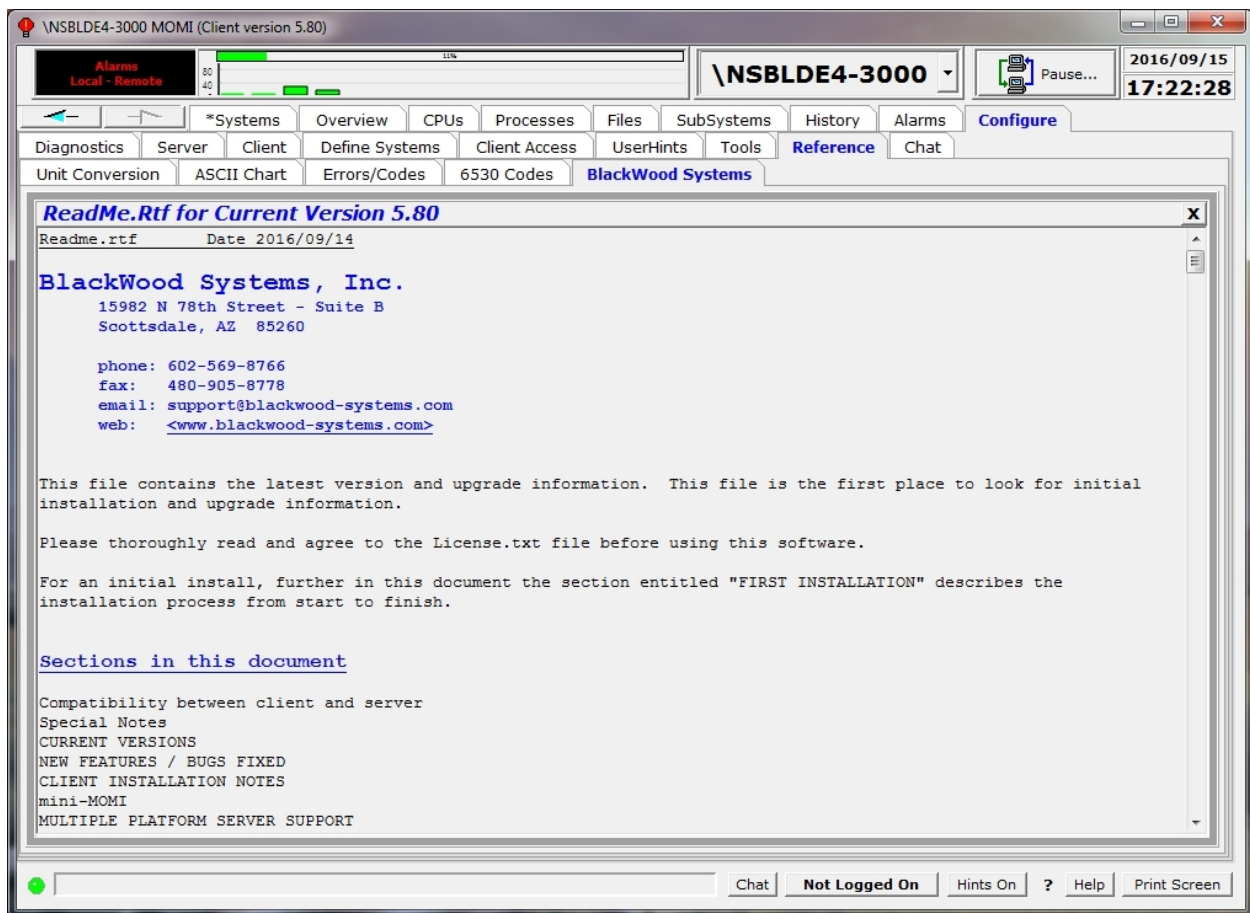 \NSBLDE4-3000 MOMI (Client version 5.80)
Alarms
Local - Remote
80
40
11%
\NSBLDE4-3000
Pause...
2016/09/15
17:22:28
*Systems Overview CPUs Processes Files SubSystems History Alarms Configure
Diagnostics Server Client Define Systems Client Access UserHints Tools Reference Chat
Unit Conversion ASCII Chart Errors/Codes 6530 Codes BlackWood Systems
ReadMe.Rtf for Current Version 5.80 X
Readme.rtf Date 2016/09/14
BlackWood Systems, Inc.
15982 N 78th Street - Suite B
Scottsdale, AZ 85260
phone: 602-569-8766
fax: 480-905-8778
email: support@blackwood-systems.com
web: <www.blackwood-systems.com>
This file contains the latest version and upgrade information. This file is the first place to look for initial
installation and upgrade information.
Please thoroughly read and agree to the License.txt file before using this software.
For an initial install, further in this document the section entitled "FIRST INSTALLATION" describes the
installation process from start to finish.
Sections in this document
Compatibility between client and server
Special Notes
CURRENT VERSIONS
NEW FEATURES / BUGS FIXED
CLIENT INSTALLATION NOTES
mini-MOMI
MULTIPLE PLATFORM SERVER SUPPORT
Chat Not Logged On Hints On ? Help Print Screen